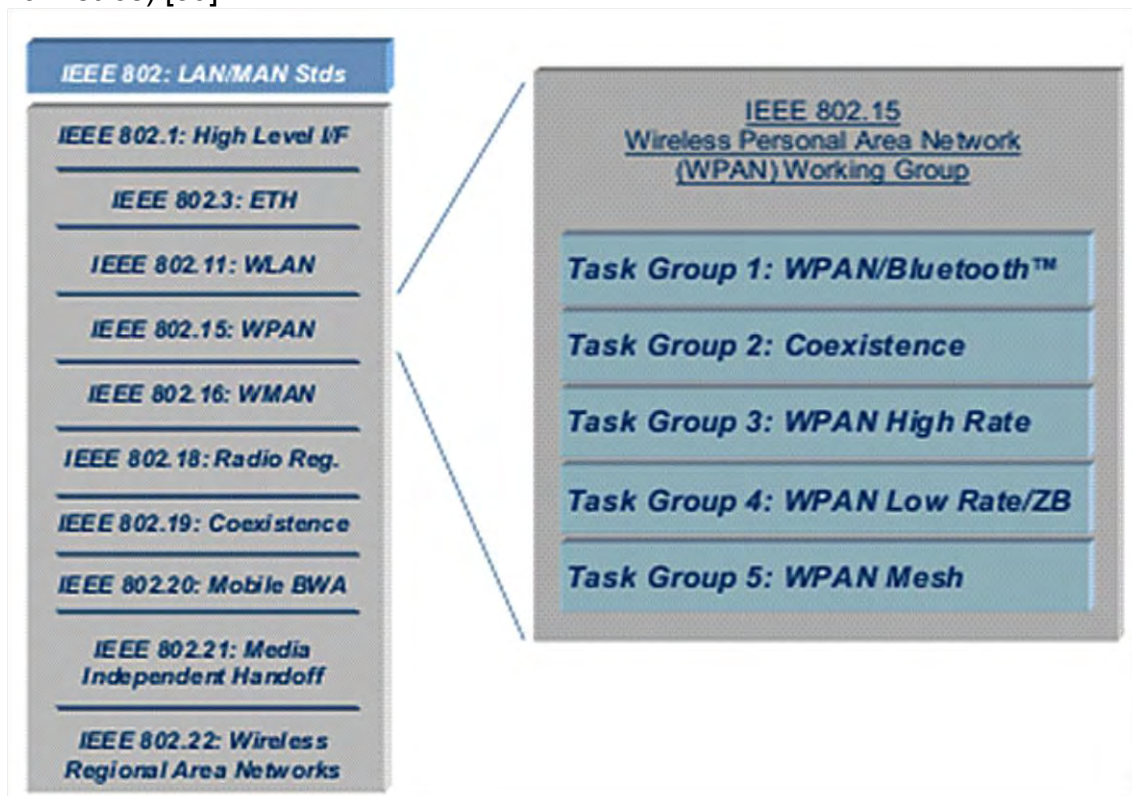 IEEE 802: LAN/MAN Stds
IEEE 802.1: High Level I/F
IEEE 802.3: ETH
IEEE 802.11: WLAN
IEEE 802.15: WPAN
IEEE 802.16: WMAN
IEEE 802.18: Radio Reg.
IEEE 802.19: Coexistence
IEEE 802.20: Mobile BWA
IEEE 802.21: Media
Independent Handoff
IEEE 802.22: Wireless
Regional Area Networks
IEEE 802.15
Wireless Personal Area Network
(WPAN) Working Group
Task Group 1: WPAN/Bluetooth™
Task Group 2: Coexistence
Task Group 3: WPAN High Rate
Task Group 4: WPAN Low Rate/ZB
Task Group 5: WPAN Mesh